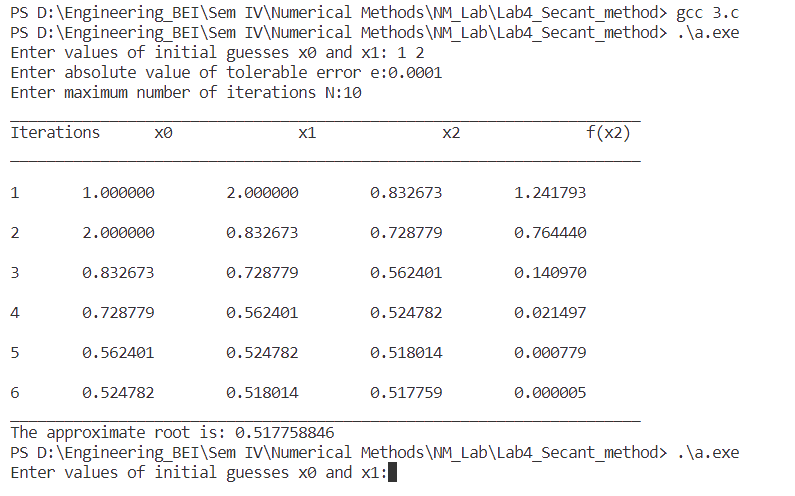 PS D:\Engineering_BEI\Sem IV\Numerical Methods\NM_Lab\Lab4_Secant_method> gcc 3.c
PS D:\Engineering_BEI\Sem IV\Numerical Methods\NM_Lab\Lab4_Secant_method> .\a.exe
Enter values of initial guesses x0 and x1: 1 2
Enter absolute value of tolerable error e:0.0001
Enter maximum number of iterations N:10
Iterations x0 x1 x2 f(x2)
1 1.000000 2.000000 0.832673 1.241793
2 2.000000 0.832673 0.728779 0.764440
3 0.832673 0.728779 0.562401 0.140970
4 0.728779 0.562401 0.524782 0.021497
5 0.562401 0.524782 0.518014 0.000779
6 0.524782 0.518014 0.517759 0.000005
The approximate root is: 0.517758846
PS D:\Engineering_BEI\Sem IV\Numerical Methods\NM_Lab\Lab4_Secant_method> .\a.exe
Enter values of initial guesses x0 and x1: